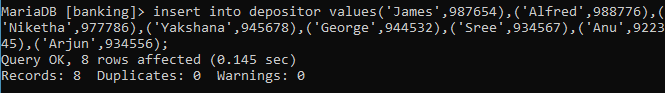 MariaDB [banking]> insert into depositor values('James',987654),('Alfred',988776),(
'Niketha',977786),('Yakshana',945678),('George',944532),('Sree',934567),('Anu',9223
45),('Arjun',934556);
Query OK, 8 rows affected (0.145 sec)
Records: 8  Duplicates: 0  Warnings: 0